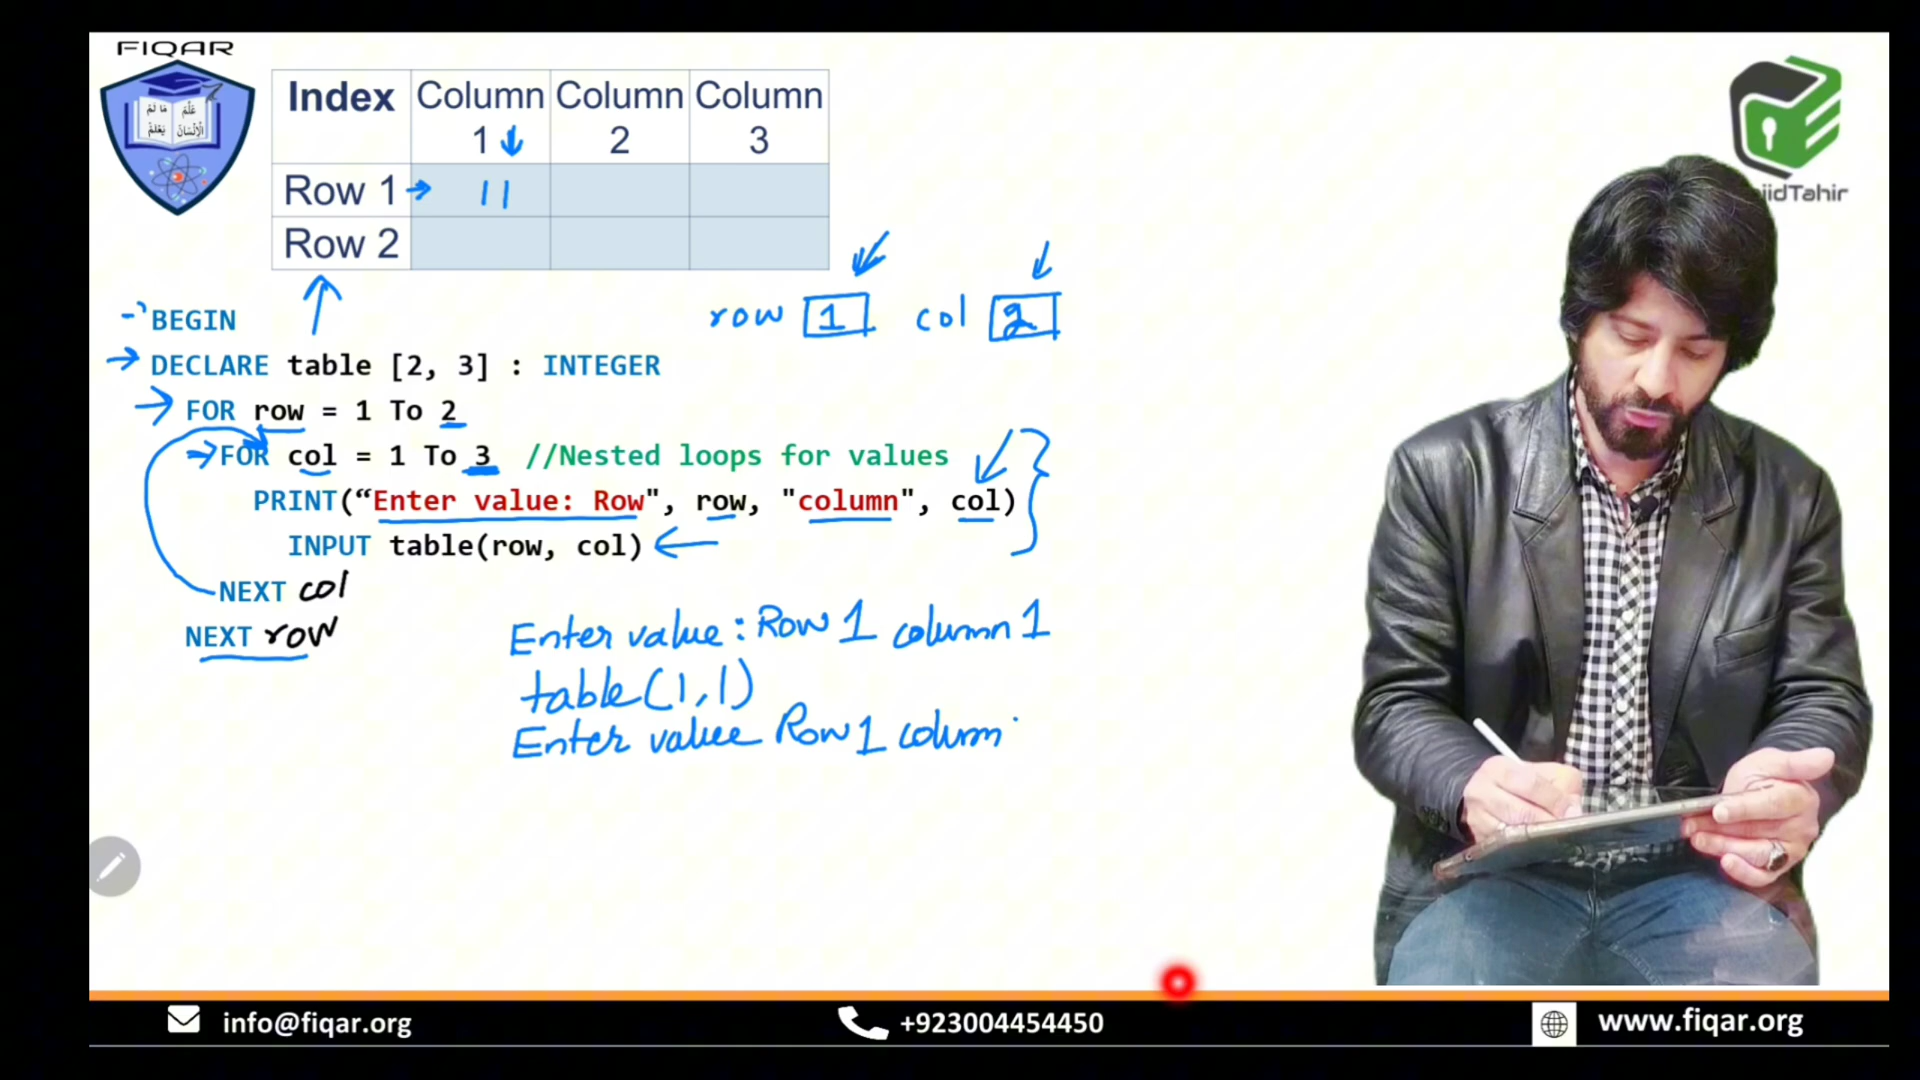 FIQAR
عَلَّمَ
الْإِنْسَانَ
مَا لَمْ
يَعْلَمْ
Index Column 1 Column 2 Column 3
Row 1 11
Row 2
jidTahir
row 1 col 2
BEGIN
DECLARE table [2, 3] : INTEGER
FOR row = 1 To 2
FOR col = 1 To 3 //Nested loops for values
PRINT(“Enter value: Row", row, "column", col)
INPUT table(row, col)
NEXT col
NEXT row
Enter value: Row 1 column 1
table(1,1)
Enter value Row 1 column
info@fiqar.org
+923004454450
www.fiqar.org